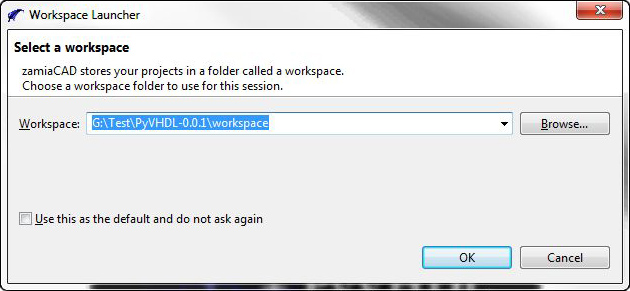 Workspace Launcher
Select a workspace
zamiaCAD stores your projects in a folder called a workspace.
Choose a workspace folder to use for this session.
Workspace: G:\Test\PyVHDL-0.0.1\workspace Browse...
Use this as the default and do not ask again
OK Cancel